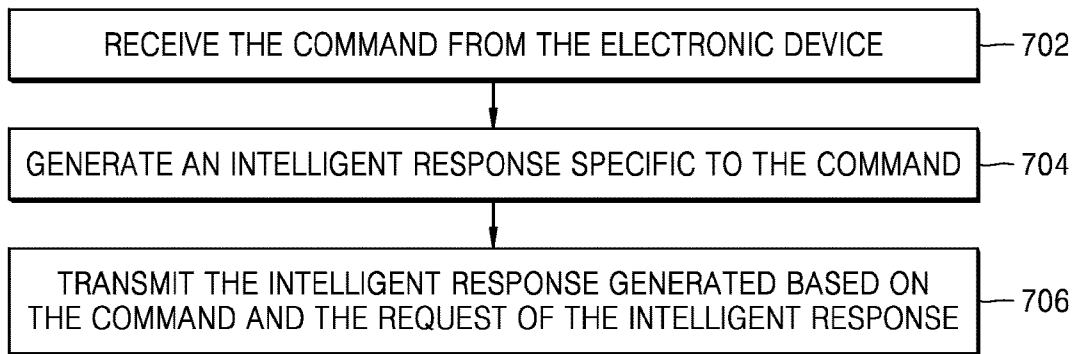 RECEIVE THE COMMAND FROM THE ELECTRONIC DEVICE
702
GENERATE AN INTELLIGENT RESPONSE SPECIFIC TO THE COMMAND
704
TRANSMIT THE INTELLIGENT RESPONSE GENERATED BASED ON
THE COMMAND AND THE REQUEST OF THE INTELLIGENT RESPONSE
706